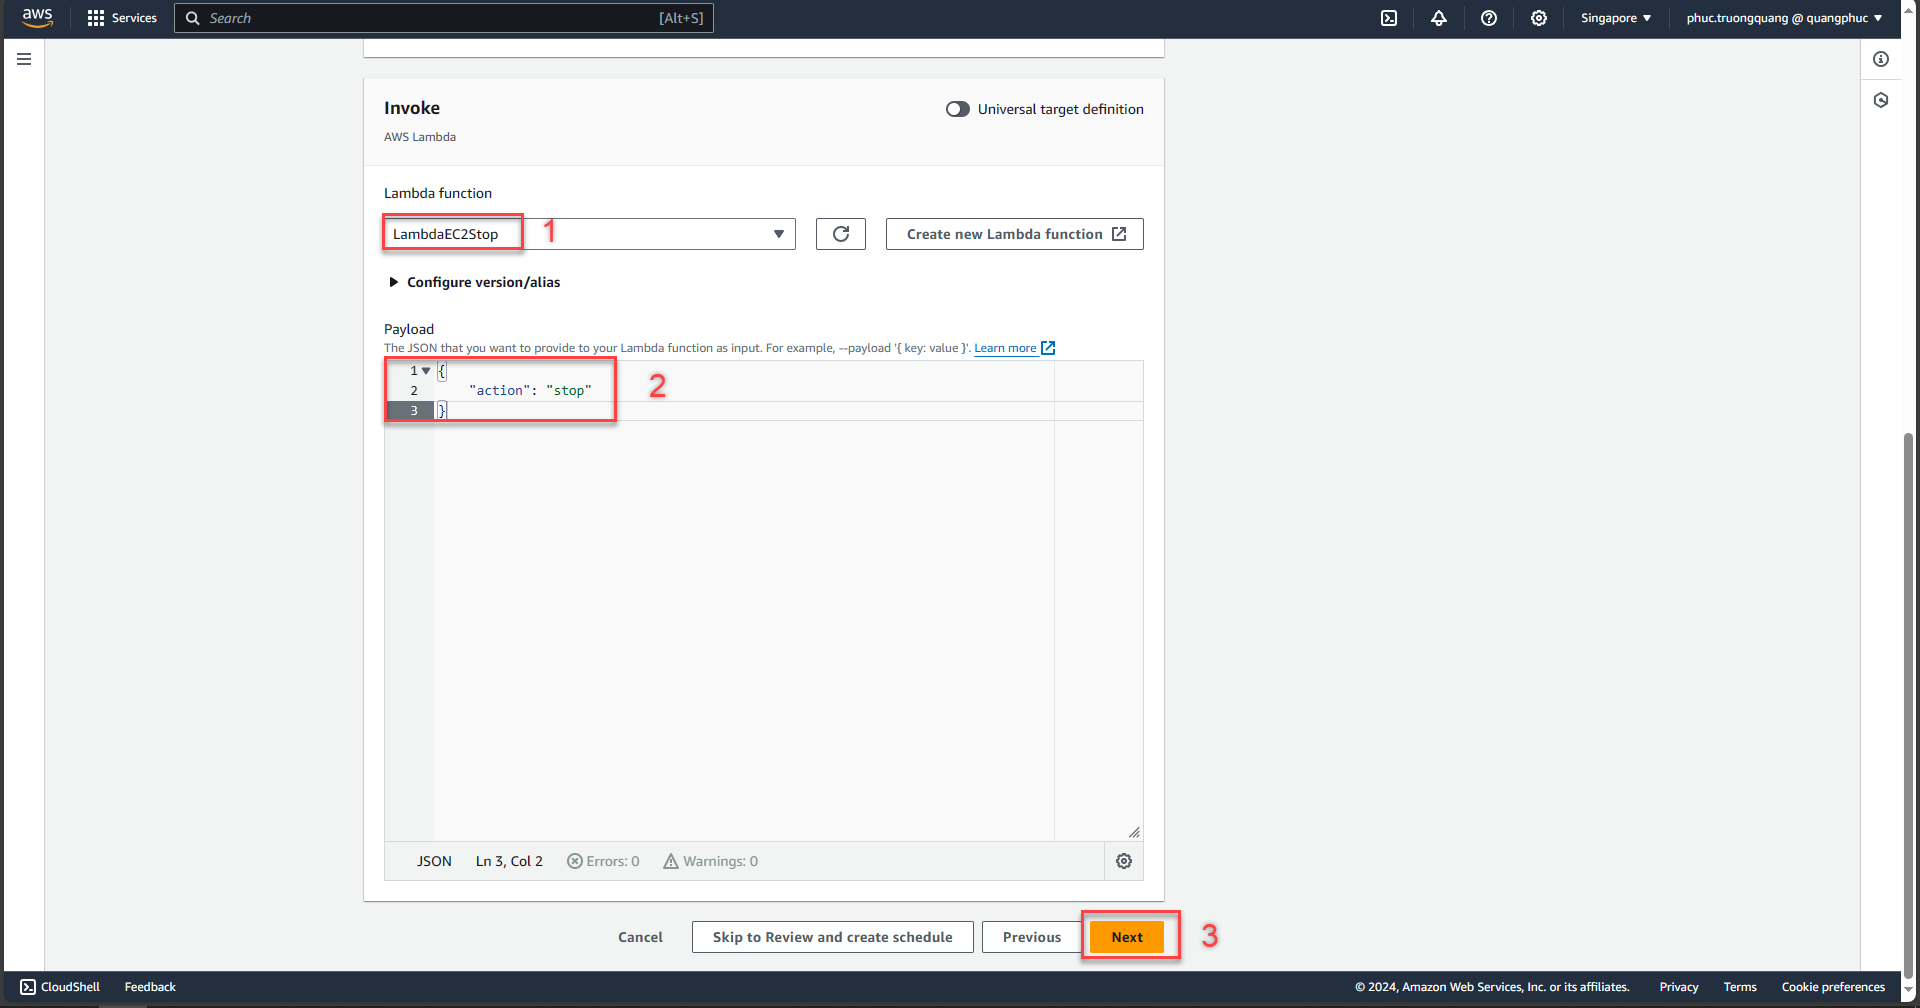 aws
Services
Search
[Alt+S]
Singapore
phuc.truongquang @ quangphuc
Invoke
Universal target definition
AWS Lambda
Lambda function
LambdaEC2Stop
1
Create new Lambda function
Configure version/alias
Payload
The JSON that you want to provide to your Lambda function as input. For example, --payload '{ key: value }'. Learn more
1 {
2 "action": "stop"
3 }
2
JSON
Ln 3, Col 2
Errors: 0
Warnings: 0
Cancel
Skip to Review and create schedule
Previous
Next
3
CloudShell
Feedback
© 2024, Amazon Web Services, Inc. or its affiliates.
Privacy
Terms
Cookie preferences